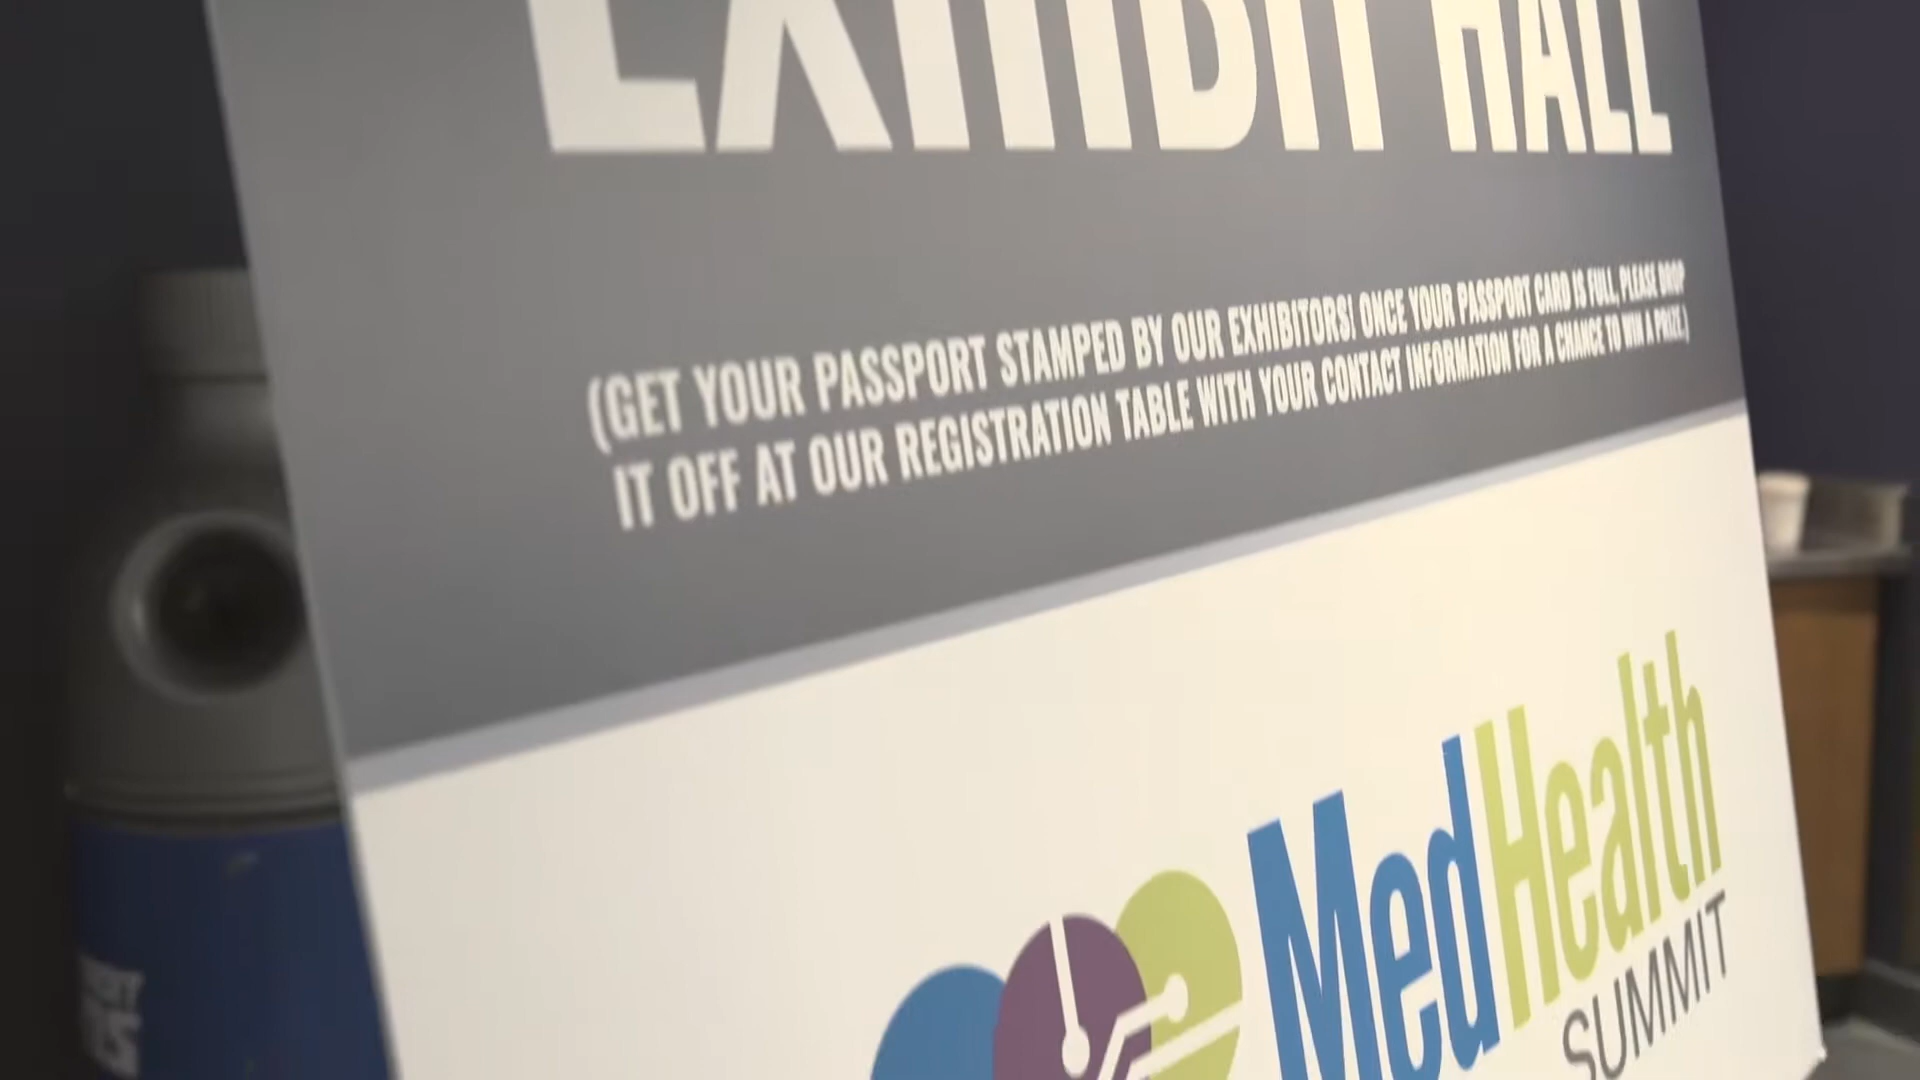 EXHIBIT HALL
(GET YOUR PASSPORT STAMPED BY OUR EXHIBITORS! ONCE YOUR PASSPORT CARD IS FULL, PLEASE DROP
IT OFF AT OUR REGISTRATION TABLE WITH YOUR CONTACT INFORMATION FOR A CHANCE TO WIN A PRIZE.)
MedHealth
SUMMIT